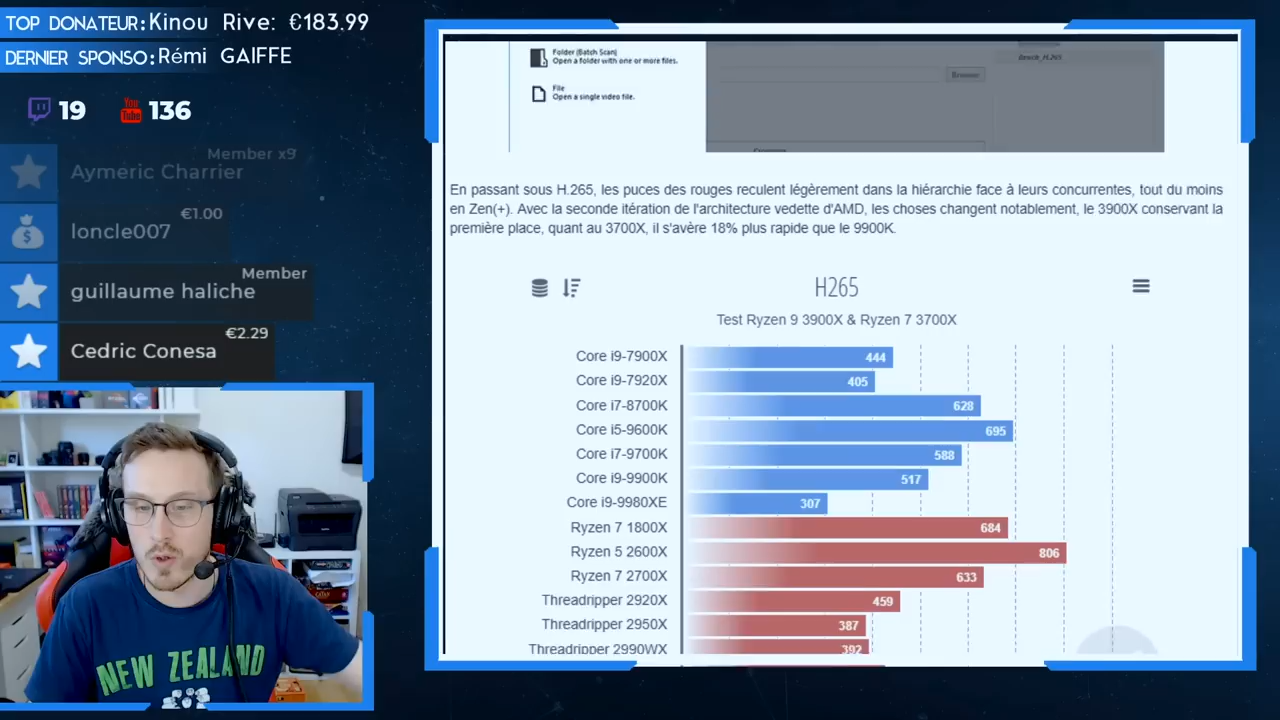 TOP DONATEUR: Kinou Rive: €183.99
DERNIER SPONSO: Rémi GAIFFE
19 136
Member x9
Aymeric Charrier
€1.00
loncle007
Member
guillaume haliche
€2.29
Cedric Conesa
NEW ZEALAND
Folder (Batch Scan)
Open a folder with one or more files.
File
Open a single video file.
Browse
bench_H.265
En passant sous H.265, les puces des rouges reculent légèrement dans la hiérarchie face à leurs concurrentes, tout du moins
en Zen(+). Avec la seconde itération de l'architecture vedette d'AMD, les choses changent notablement, le 3900X conservant la
première place, quant au 3700X, il s'avère 18% plus rapide que le 9900K.
H265
Test Ryzen 9 3900X & Ryzen 7 3700X
Core i9-7900X 444
Core i9-7920X 405
Core i7-8700K 628
Core i5-9600K 695
Core i7-9700K 588
Core i9-9900K 517
Core i9-9980XE 307
Ryzen 7 1800X 684
Ryzen 5 2600X 806
Ryzen 7 2700X 633
Threadripper 2920X 459
Threadripper 2950X 387
Threadripper 2990WX 392